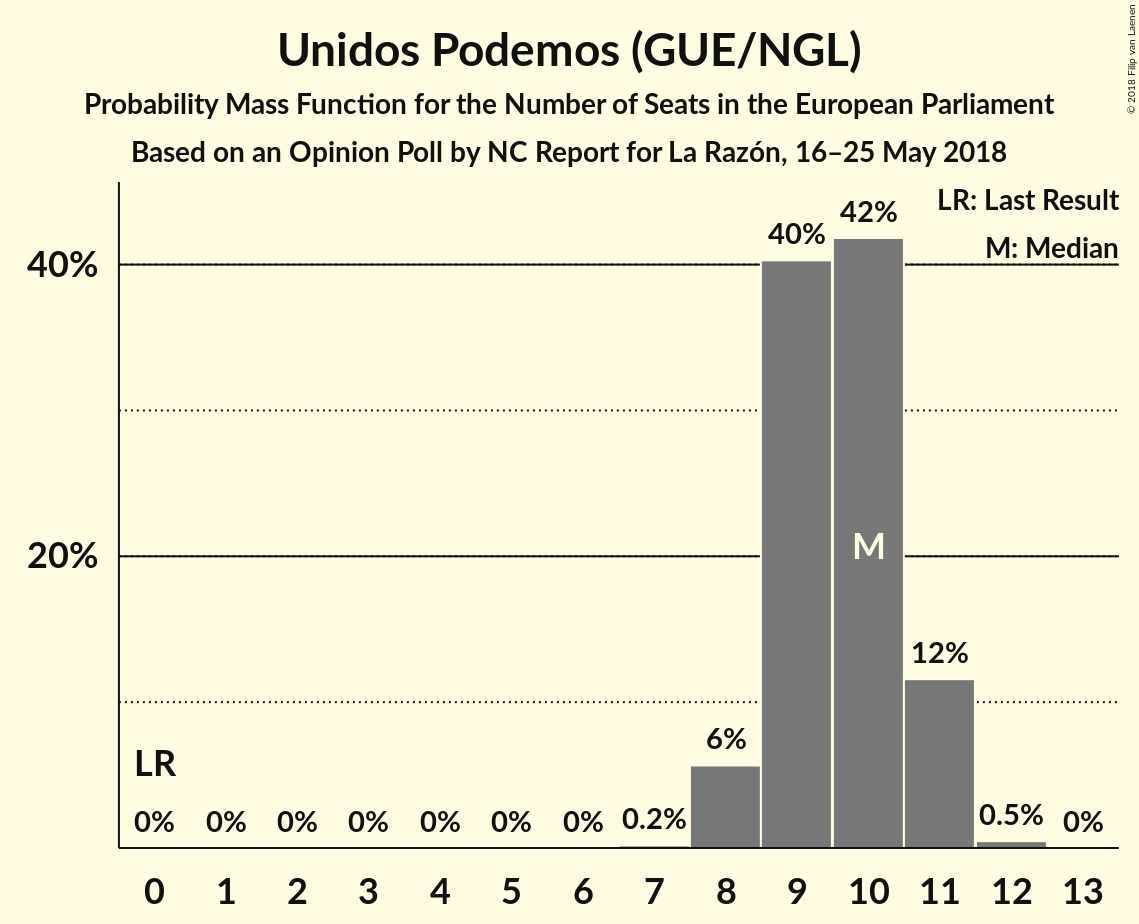 Unidos Podemos (GUE/NGL)
Probability Mass Function for the Number of Seats in the European Parliament
Based on an Opinion Poll by NC Report for La Razón, 16–25 May 2018
© 2018 Filip van Laenen
LR: Last Result
M: Median
40%
20%
LR
0% 0% 0% 0% 0% 0% 0% 0.2% 6% 40% 42% 12% 0.5% 0%
M
0 1 2 3 4 5 6 7 8 9 10 11 12 13